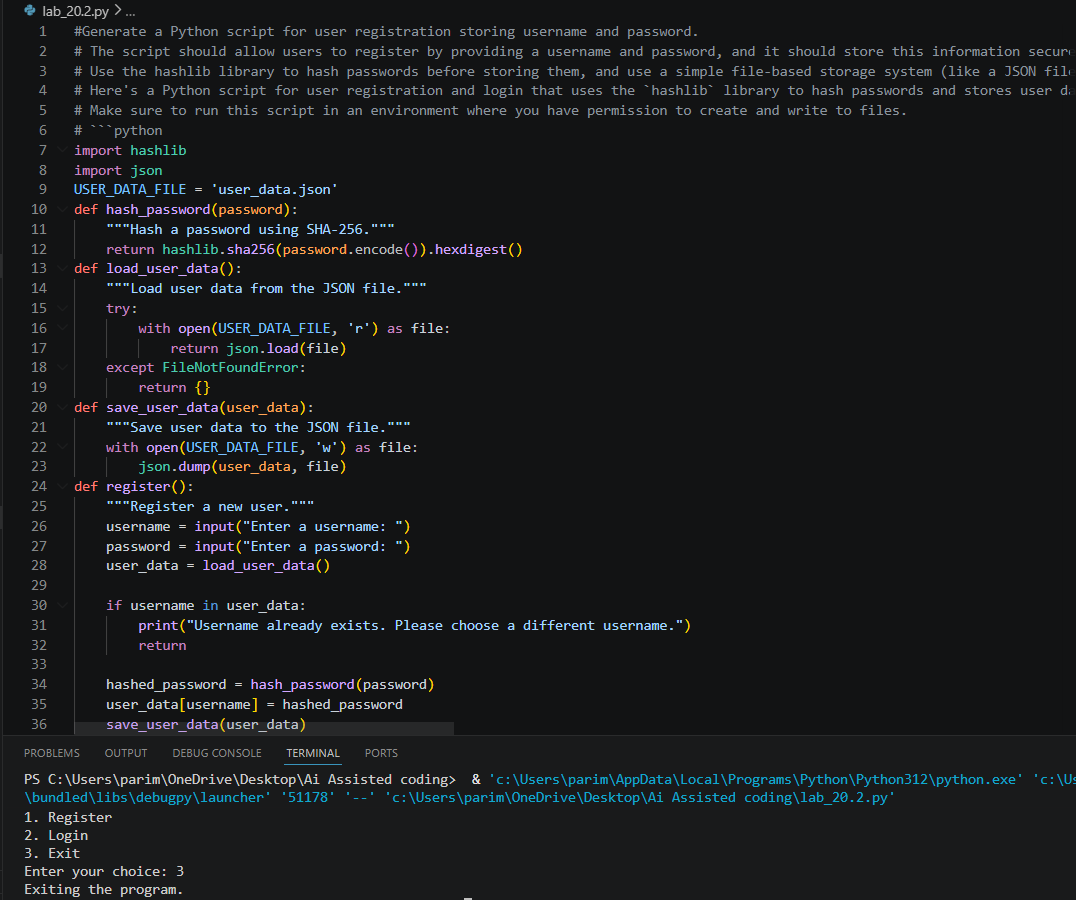 lab_20.2.py > ...
1 #Generate a Python script for user registration storing username and password.
2 # The script should allow users to register by providing a username and password, and it should store this information secure
3 # Use the hashlib library to hash passwords before storing them, and use a simple file-based storage system (like a JSON file
4 # Here's a Python script for user registration and login that uses the `hashlib` library to hash passwords and stores user da
5 # Make sure to run this script in an environment where you have permission to create and write to files.
6 # ```python
7 import hashlib
8 import json
9 USER_DATA_FILE = 'user_data.json'
10 def hash_password(password):
11     """Hash a password using SHA-256."""
12     return hashlib.sha256(password.encode()).hexdigest()
13 def load_user_data():
14     """Load user data from the JSON file."""
15     try:
16         with open(USER_DATA_FILE, 'r') as file:
17             return json.load(file)
18     except FileNotFoundError:
19         return {}
20 def save_user_data(user_data):
21     """Save user data to the JSON file."""
22     with open(USER_DATA_FILE, 'w') as file:
23         json.dump(user_data, file)
24 def register():
25     """Register a new user."""
26     username = input("Enter a username: ")
27     password = input("Enter a password: ")
28     user_data = load_user_data()
29
30     if username in user_data:
31         print("Username already exists. Please choose a different username.")
32         return
33
34     hashed_password = hash_password(password)
35     user_data[username] = hashed_password
36     save_user_data(user_data)
PROBLEMS OUTPUT DEBUG CONSOLE TERMINAL PORTS
PS C:\Users\parim\OneDrive\Desktop\Ai Assisted coding>  & 'c:\Users\parim\AppData\Local\Programs\Python\Python312\python.exe' 'c:\Us
\bundled\libs\debugpy\launcher' '51178' '--' 'c:\Users\parim\OneDrive\Desktop\Ai Assisted coding\lab_20.2.py'
1. Register
2. Login
3. Exit
Enter your choice: 3
Exiting the program.